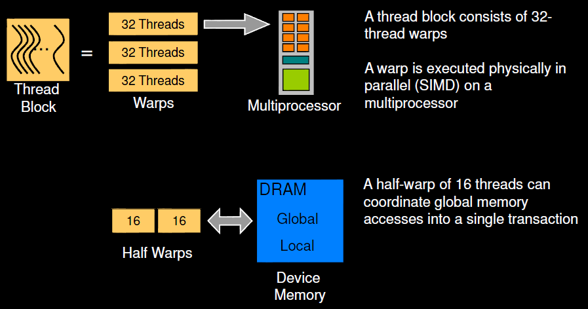 32 Threads
32 Threads
32 Threads
...
=
Thread
Block
Warps
Multiprocessor
A thread block consists of 32-
thread warps
A warp is executed physically in
parallel (SIMD) on a
multiprocessor
16
16
Half Warps
DRAM
Global
Local
Device
Memory
A half-warp of 16 threads can
coordinate global memory
accesses into a single transaction